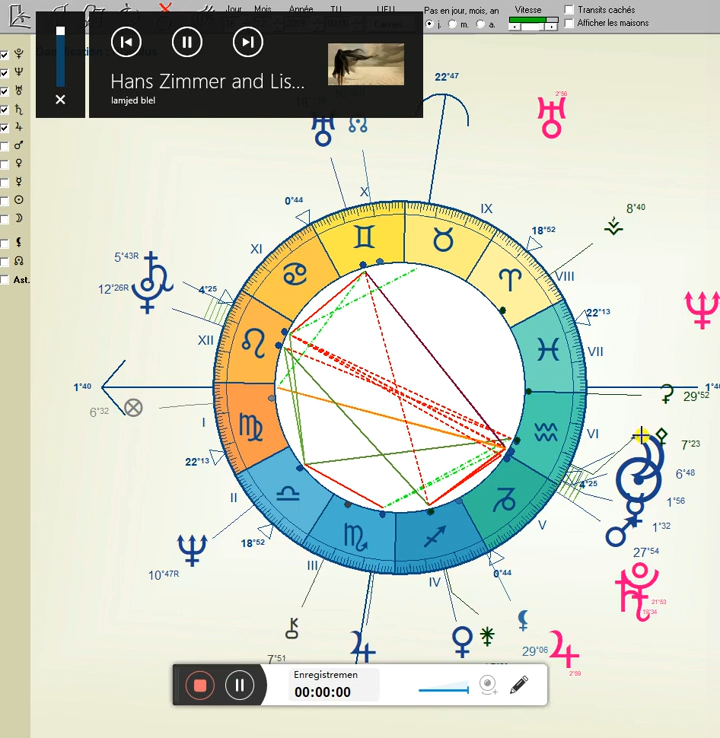 Jour Mois Année TU LIEU
Pas en jour, mois, an
j. m. a.
Vitesse
Transits cachés
Afficher les maisons
Hans Zimmer and Lis...
lamjed blel
Ast.
22°47
2°56
X
IX
0°44
XI
18°52
8°40
VIII
5°43R
12°26R
4°25
22°13
XII
VII
1°40
6°32
I
29°52
VI
7°23
22°13
6°48
4°25
1°56
II
V
1°32
18°52
27°54
III
10°47R
IV
0°44
21°53
19°34
7°51
29°06
2°59
Enregistremen
00:00:00